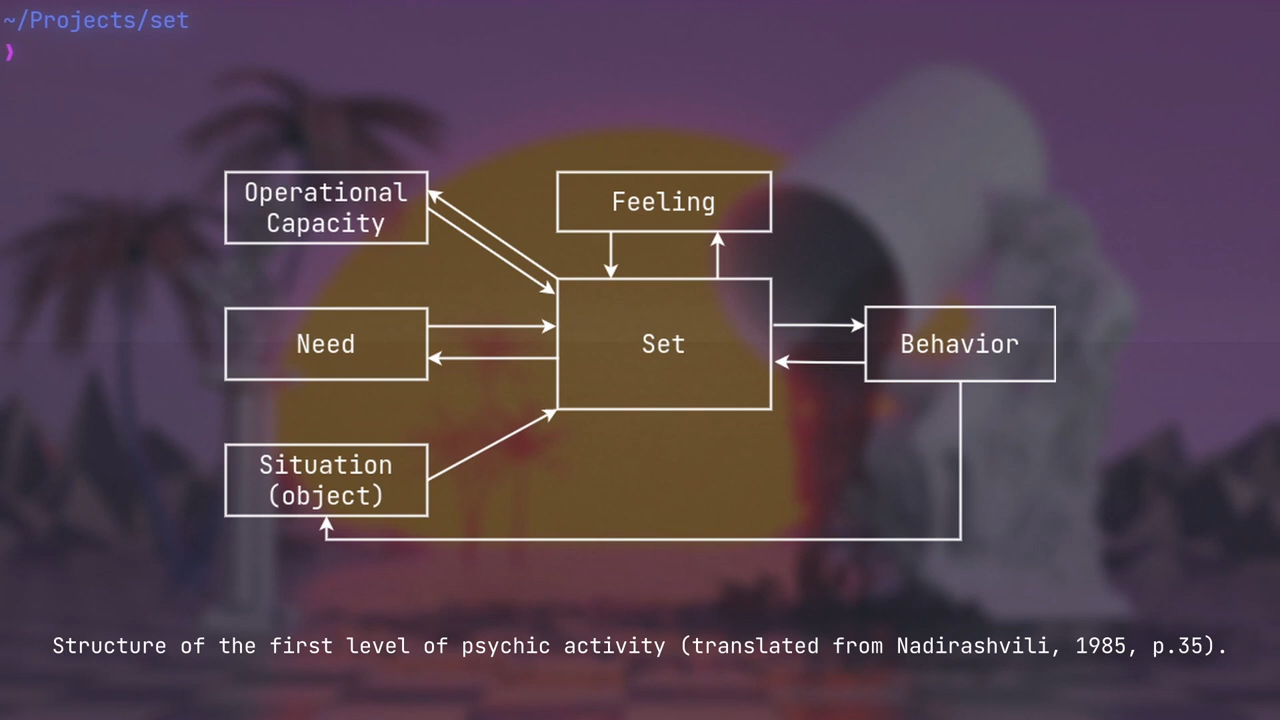 ~/Projects/set
❯
Operational
Capacity
Feeling
Need
Set
Behavior
Situation
(object)
Structure of the first level of psychic activity (translated from Nadirashvili, 1985, p.35).